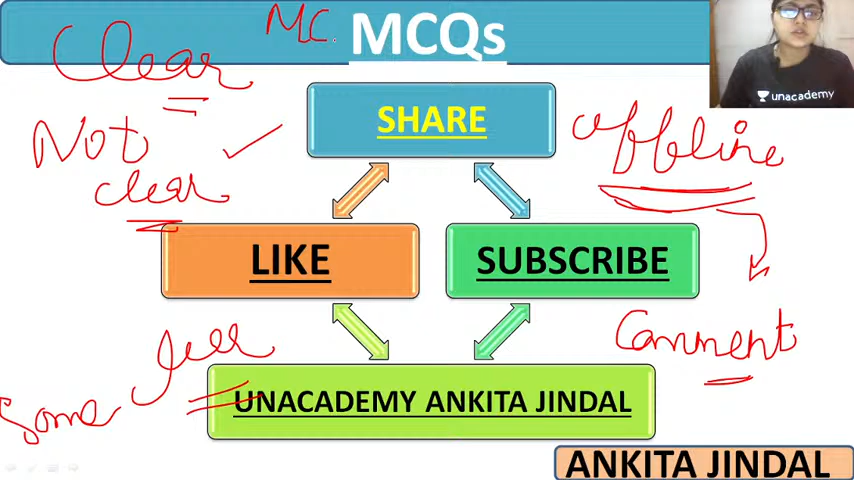 MC
MCQs
Clear
unacademy
SHARE
Not
clear
offline
LIKE
SUBSCRIBE
Comment
Some
UNACADEMY ANKITA JINDAL
ANKITA JINDAL